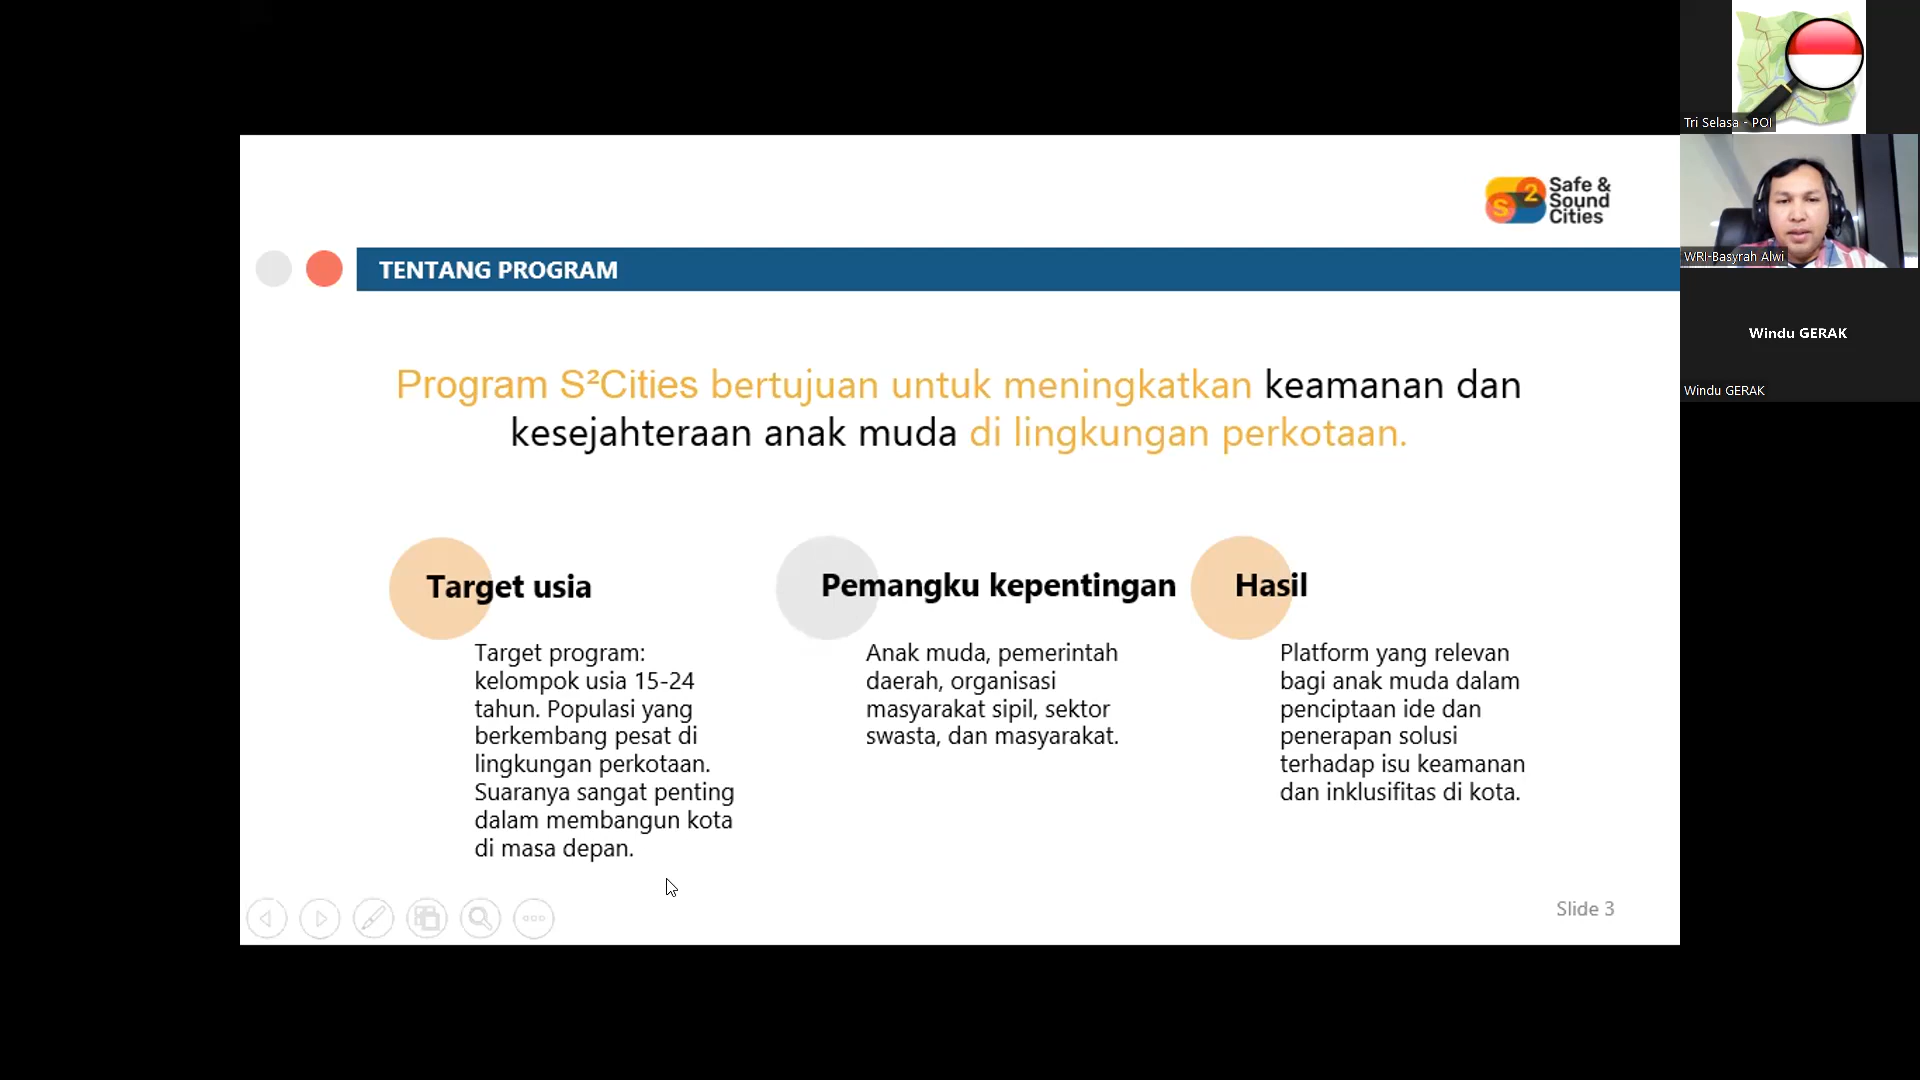 S2
Safe &
Sound
Cities
TENTANG PROGRAM
Program S²Cities bertujuan untuk meningkatkan keamanan dan
kesejahteraan anak muda di lingkungan perkotaan.
Target usia
Target program:
kelompok usia 15-24
tahun. Populasi yang
berkembang pesat di
lingkungan perkotaan.
Suaranya sangat penting
dalam membangun kota
di masa depan.
Pemangku kepentingan
Anak muda, pemerintah
daerah, organisasi
masyarakat sipil, sektor
swasta, dan masyarakat.
Hasil
Platform yang relevan
bagi anak muda dalam
penciptaan ide dan
penerapan solusi
terhadap isu keamanan
dan inklusifitas di kota.
Slide 3
Tri Selasa - POI
WRI-Basyrah Alwi
Windu GERAK
Windu GERAK